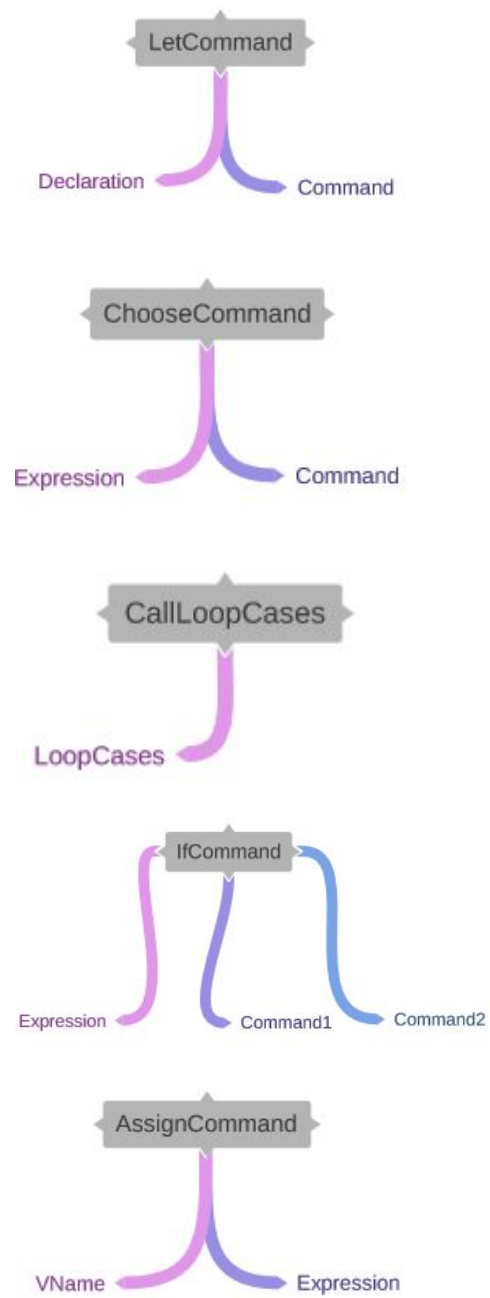 LetCommand
Declaration
Command
ChooseCommand
Expression
Command
CallLoopCases
LoopCases
IfCommand
Expression
Command1
Command2
AssignCommand
VName
Expression